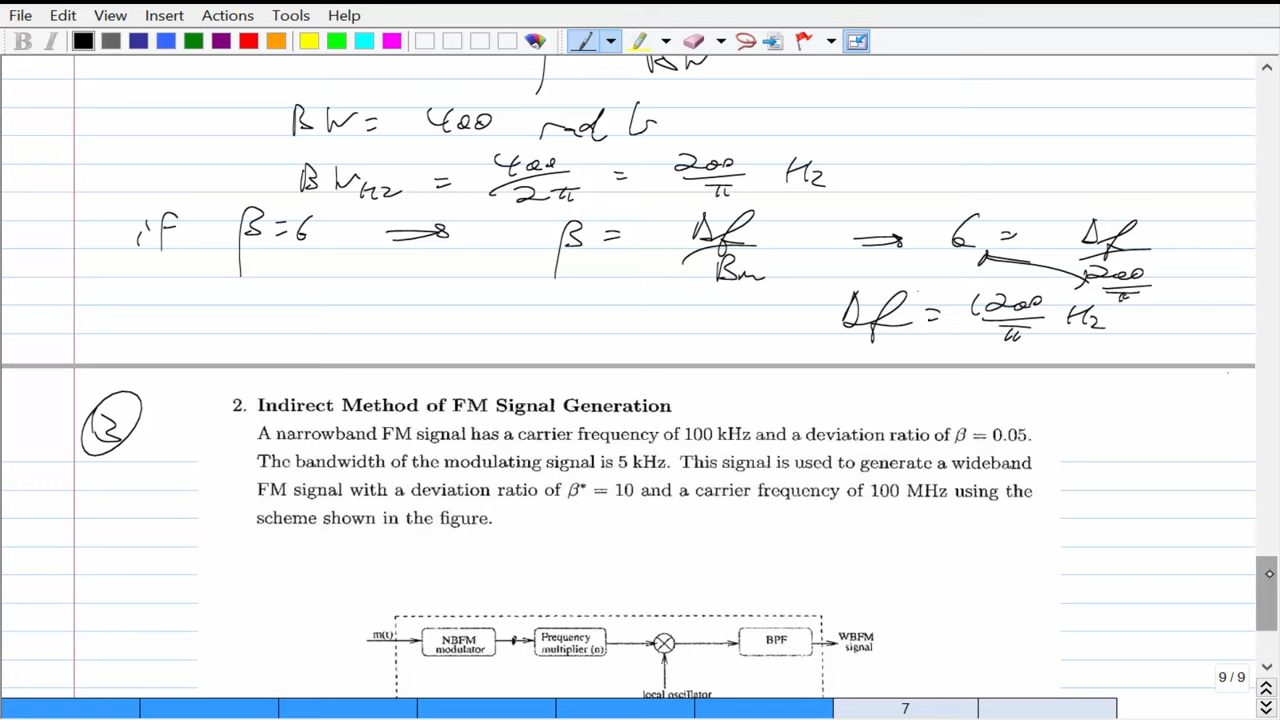 File Edit View Insert Actions Tools Help
B I
BW
BW = 400 rad
BW Hz = 400/2π = 200/π Hz
if β = 6 ⇒ β = Δf/Bm ⇒ 6 = Δf/(200/π)
Δf = 1200/π Hz
2. Indirect Method of FM Signal Generation
A narrowband FM signal has a carrier frequency of 100 kHz and a deviation ratio of β = 0.05.
The bandwidth of the modulating signal is 5 kHz. This signal is used to generate a wideband
FM signal with a deviation ratio of β* = 10 and a carrier frequency of 100 MHz using the
scheme shown in the figure.
m(t) NBFM modulator Frequency multiplier (n) BPF WBFM signal
local oscillator
9 / 9
7